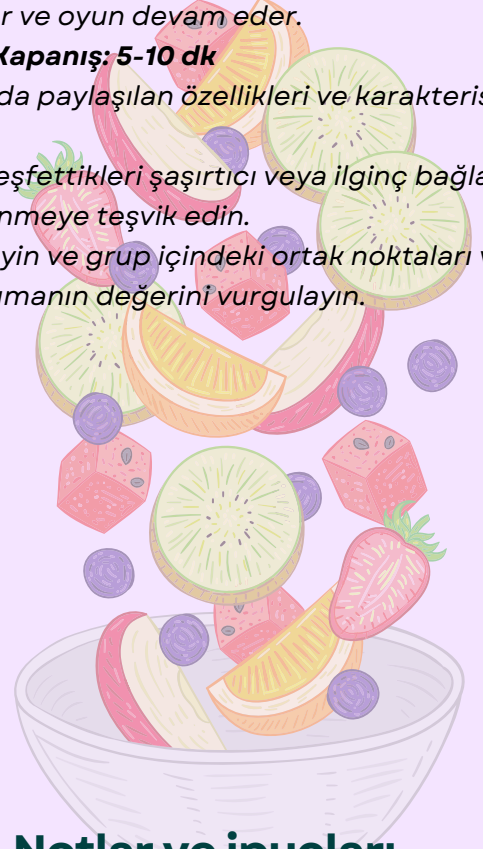 r ve oyun devam eder.
Kapanış: 5-10 dk
da paylaşılan özellikleri ve karakteris
eşfettikleri şaşırtıcı veya ilginç bağla
nmeye teşvik edin.
yin ve grup içindeki ortak noktaları v
umanın değerini vurgulayın.
Notlar ve ipuçları